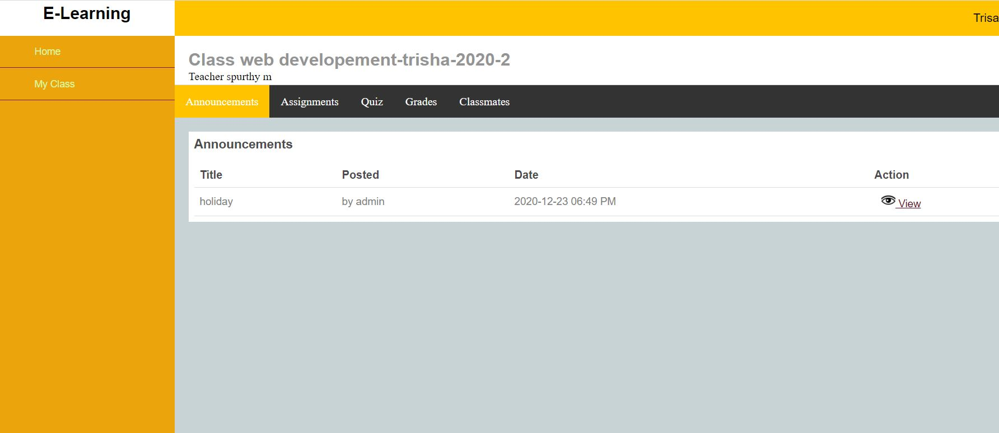 E-Learning
Trisa
Home
My Class
Class web developement-trisha-2020-2
Teacher spurthy m
Announcements Assignments Quiz Grades Classmates
Announcements
Title Posted Date Action
holiday by admin 2020-12-23 06:49 PM View